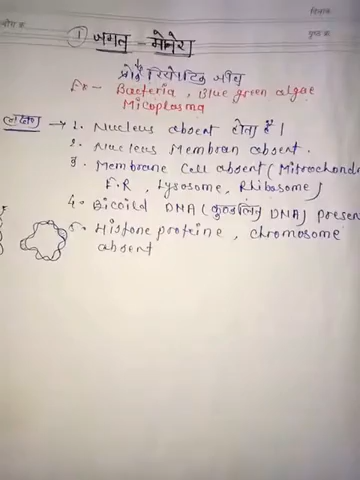 दिनांक
पृष्ठ क्र.
① जगत - मोनेरा
प्रोकैरियोटिक जीव
Ex- Bacteria, Blue green algae
Micoplasma
लक्षण → 1. Nucleus absent होता है।
2. Nucleus Membran absent.
3. Membrane Cell absent (Mitrochondr
E.R, Lysosome, Rhibosome)
4. Bicoild DNA (कुण्डलित DNA) presen
5. Histone proteine, chromosome
absent